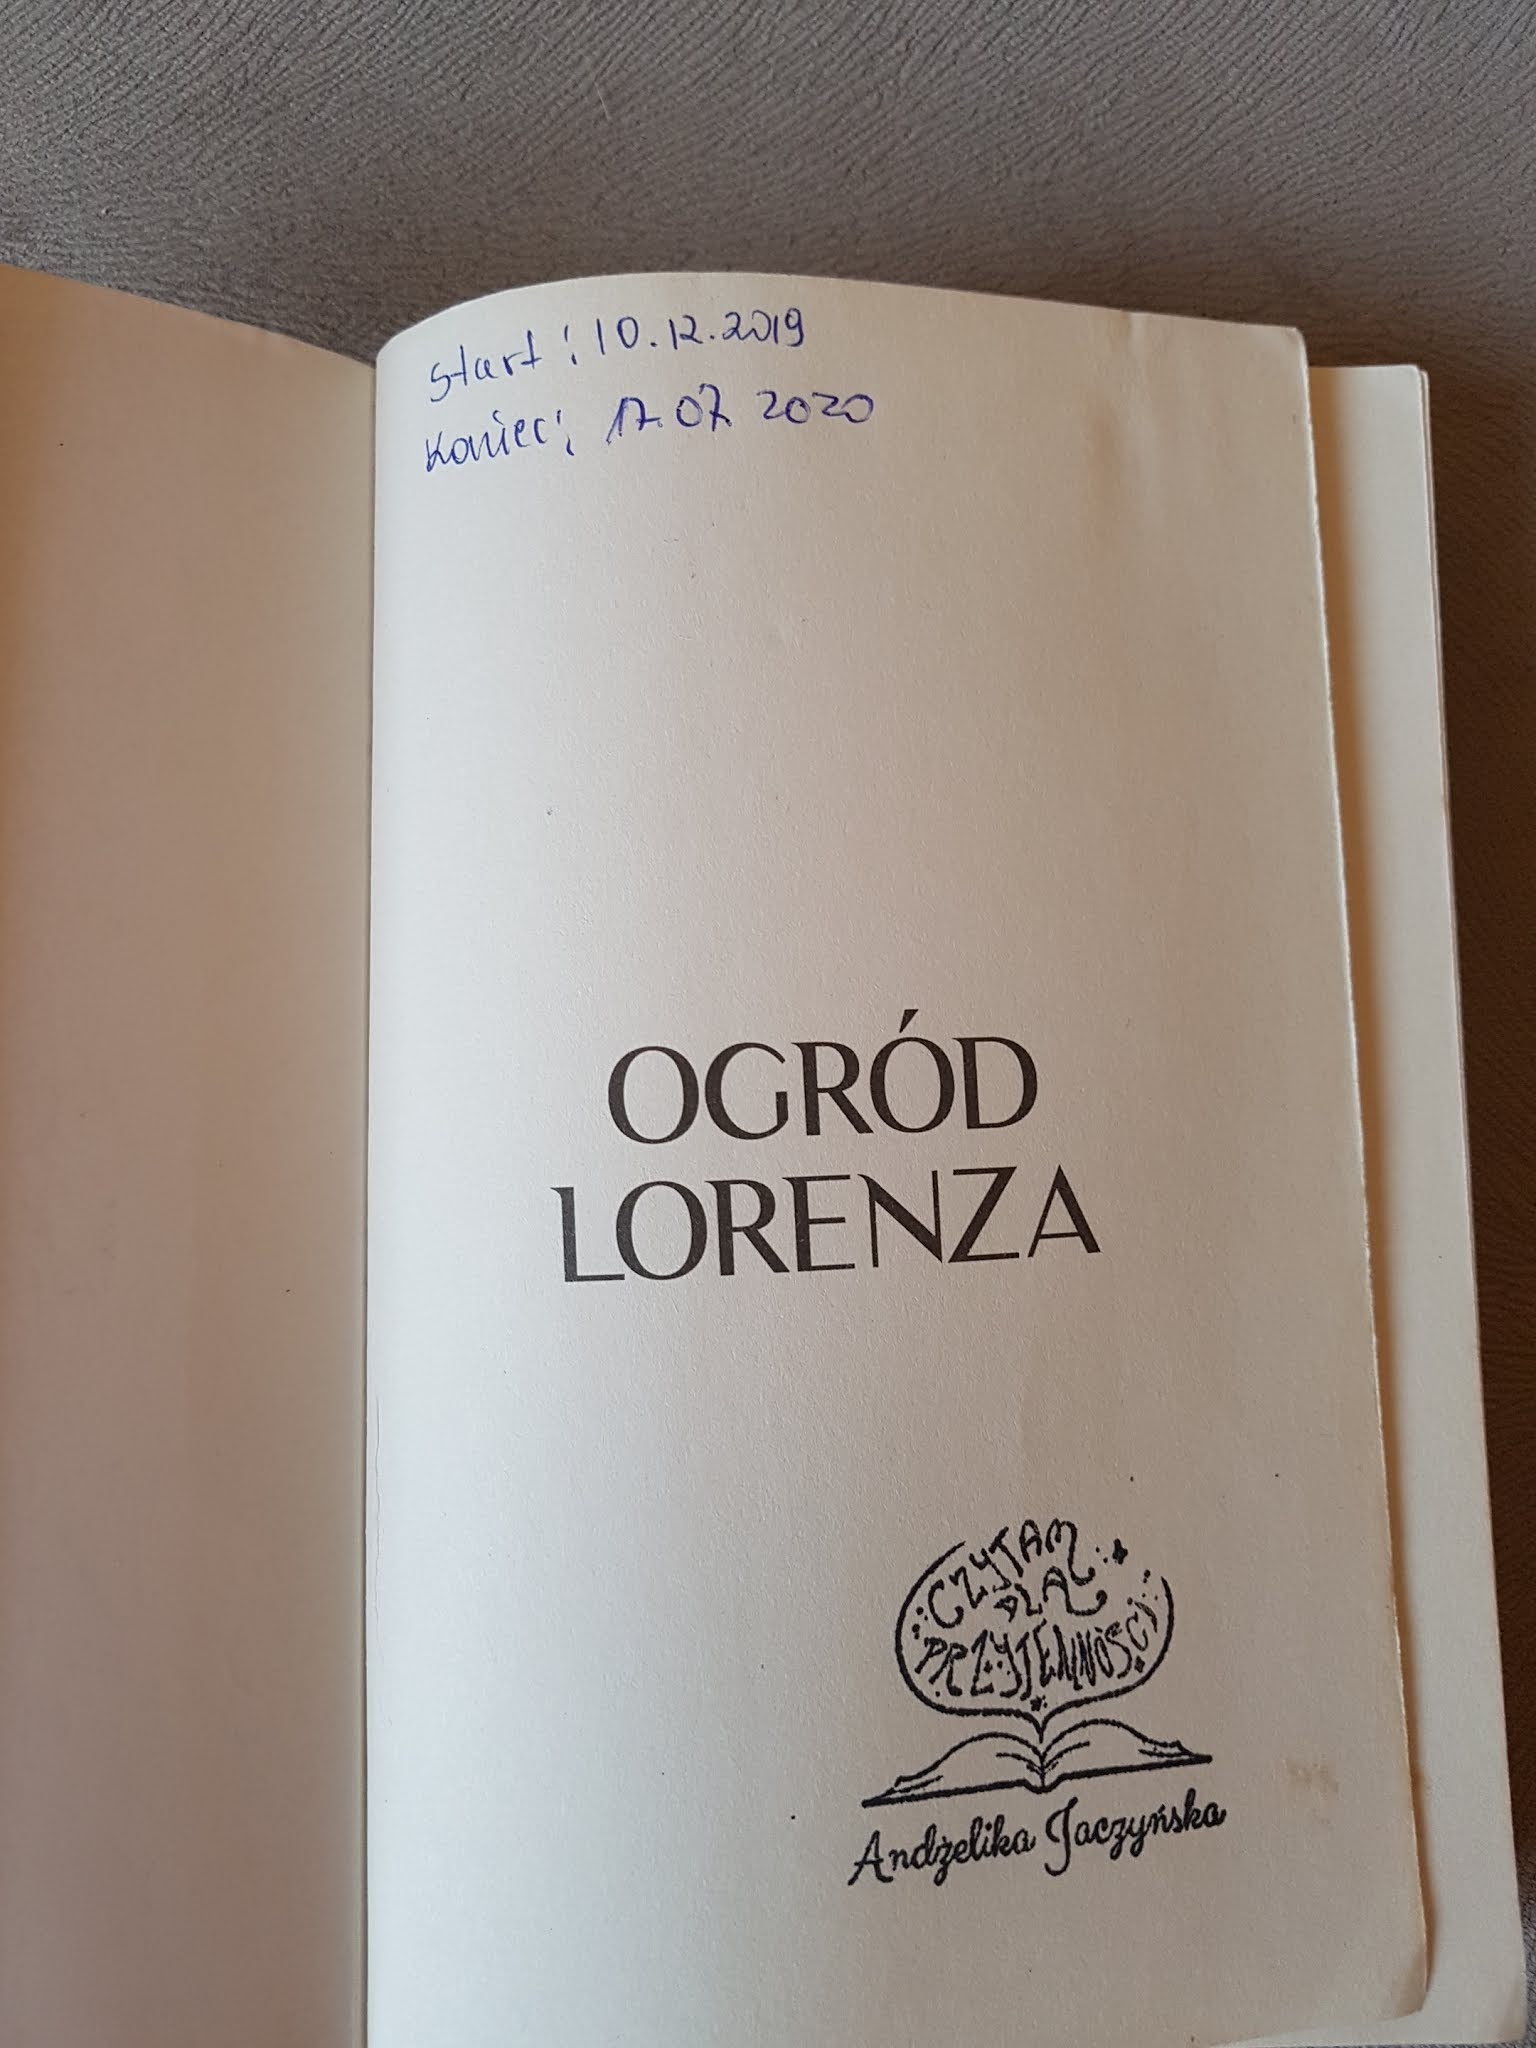 start: 10.12.2019
Koniec: 17.07.2020
OGRÓD
LORENZA
CZYTAM
DLA
PRZYJEMNOŚCI
Andżelika Jaczyńska